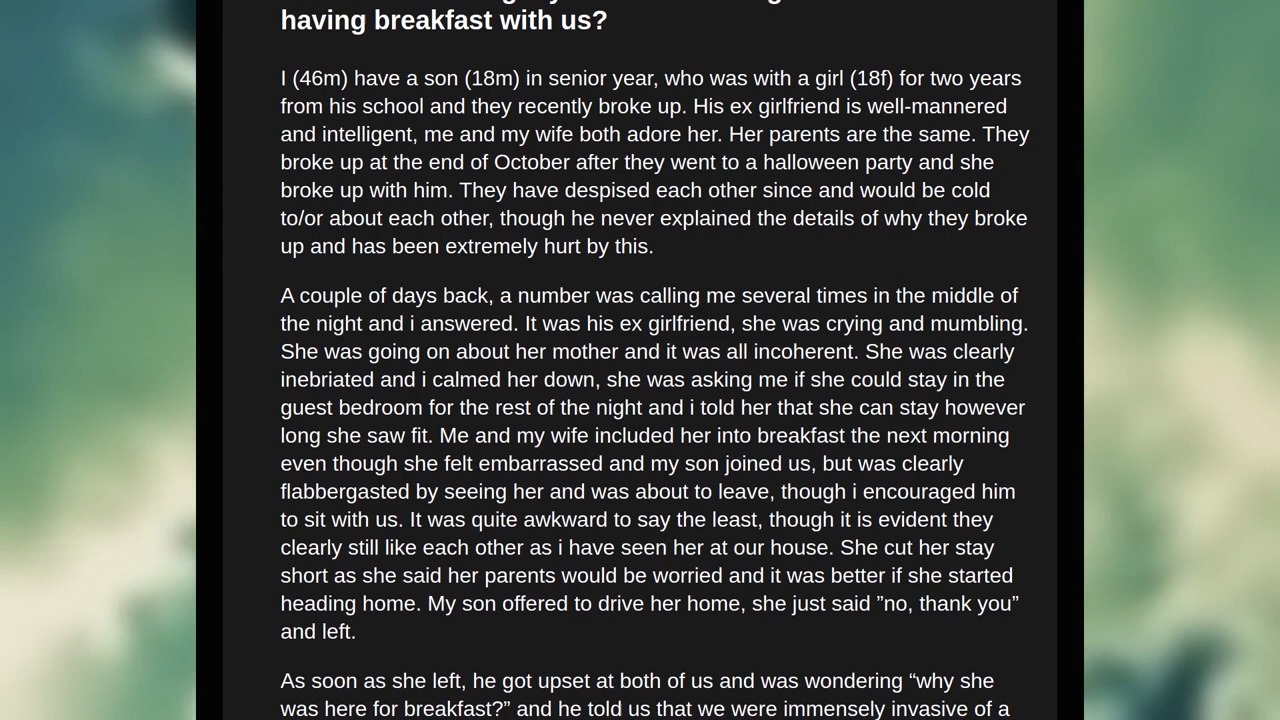 having breakfast with us?
I (46m) have a son (18m) in senior year, who was with a girl (18f) for two years
from his school and they recently broke up. His ex girlfriend is well-mannered
and intelligent, me and my wife both adore her. Her parents are the same. They
broke up at the end of October after they went to a halloween party and she
broke up with him. They have despised each other since and would be cold
to/or about each other, though he never explained the details of why they broke
up and has been extremely hurt by this.
A couple of days back, a number was calling me several times in the middle of
the night and i answered. It was his ex girlfriend, she was crying and mumbling.
She was going on about her mother and it was all incoherent. She was clearly
inebriated and i calmed her down, she was asking me if she could stay in the
guest bedroom for the rest of the night and i told her that she can stay however
long she saw fit. Me and my wife included her into breakfast the next morning
even though she felt embarrassed and my son joined us, but was clearly
flabbergasted by seeing her and was about to leave, though i encouraged him
to sit with us. It was quite awkward to say the least, though it is evident they
clearly still like each other as i have seen her at our house. She cut her stay
short as she said her parents would be worried and it was better if she started
heading home. My son offered to drive her home, she just said ”no, thank you”
and left.
As soon as she left, he got upset at both of us and was wondering “why she
was here for breakfast?” and he told us that we were immensely invasive of a